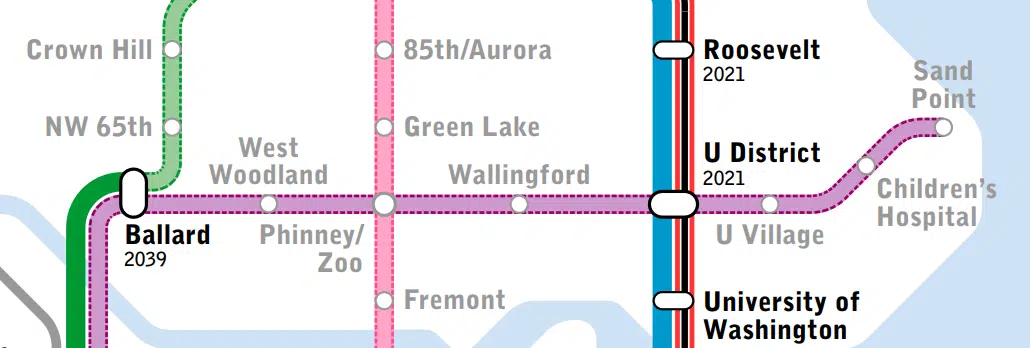 Crown Hill
85th/Aurora
Roosevelt
2021
Sand
Point
NW 65th
Green Lake
West
Woodland
Wallingford
U District
2021
Children's
Hospital
Ballard
2039
Phinney/
Zoo
U Village
Fremont
University of
Washington